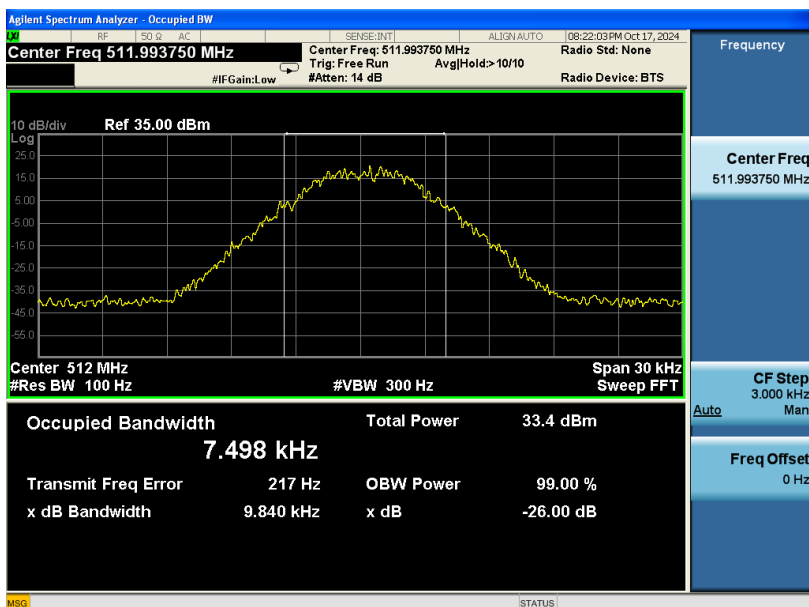 Agilent Spectrum Analyzer - Occupied BW
LXI RF 50 Ω AC SENSE:INT ALIGN AUTO 08:22:03 PM Oct 17, 2024
Center Freq 511.993750 MHz
Center Freq: 511.993750 MHz
Radio Std: None
Trig: Free Run Avg|Hold:>10/10
#IFGain:Low
#Atten: 14 dB
Radio Device: BTS
Frequency
10 dB/div Ref 35.00 dBm
Log
25.0
15.0
5.00
-5.00
-15.0
-25.0
-35.0
-45.0
-55.0
Center 512 MHz
Span 30 kHz
#Res BW 100 Hz
#VBW 300 Hz
Sweep FFT
Occupied Bandwidth
7.498 kHz
Total Power 33.4 dBm
Transmit Freq Error 217 Hz
OBW Power 99.00 %
x dB Bandwidth 9.840 kHz
x dB -26.00 dB
Center Freq
511.993750 MHz
CF Step
3.000 kHz
Auto Man
Freq Offset
0 Hz
MSG
STATUS